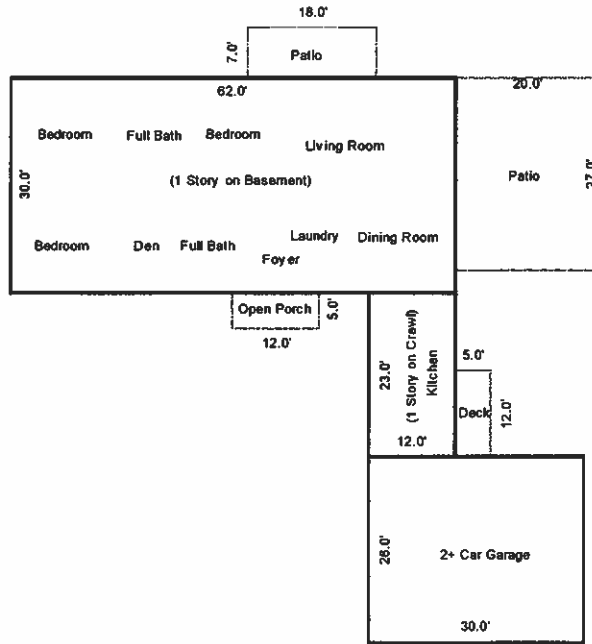 18.0'
7.0'
Patio
62.0'
20.0'
Bedroom
Full Bath
Bedroom
Living Room
30.0'
(1 Story on Basement)
Patio
27.0'
Bedroom
Den
Full Bath
Laundry
Dining Room
Foyer
Open Porch
5.0'
12.0'
23.0'
(1 Story on Crawl)
Kitchen
12.0'
5.0'
Deck
12.0'
26.0'
2+ Car Garage
30.0'